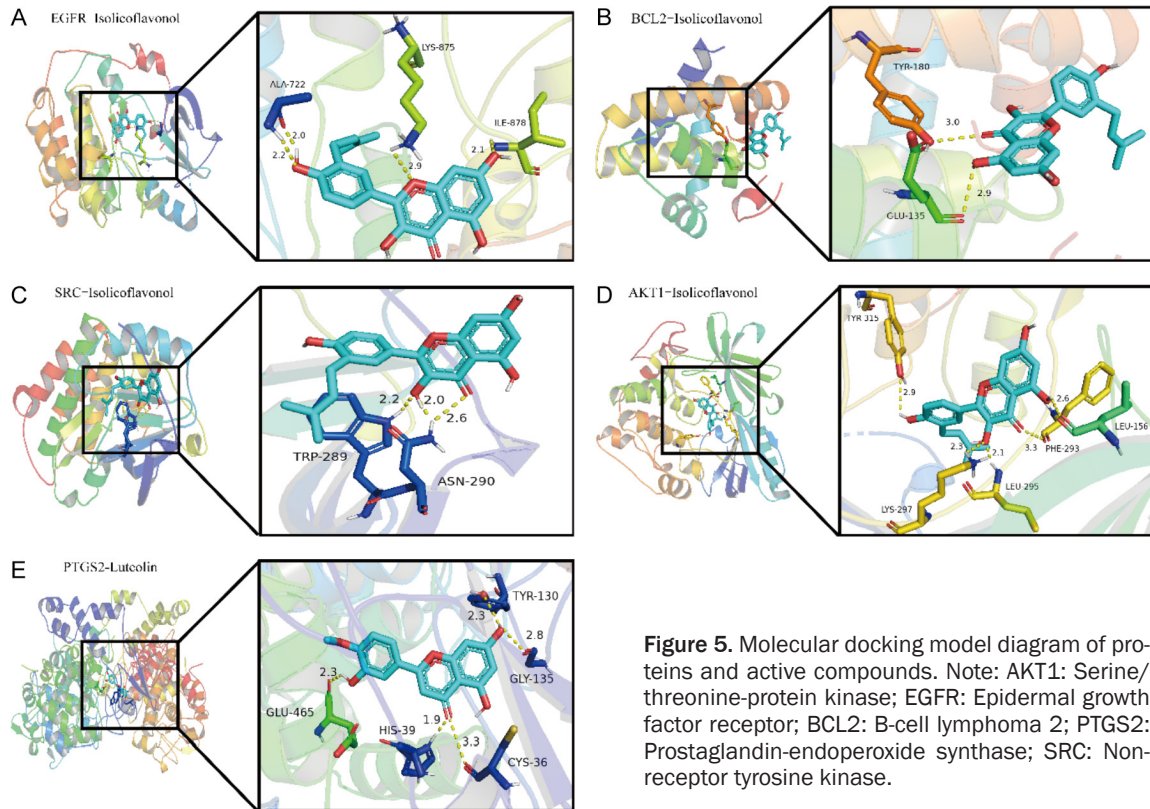 A
EGFR-Isolicoflavonol
LYS-875
ALA-722
2.0
2.2
2.9
2.1
ILE-878
B
BCL2-Isolicoflavonol
TYR-180
3.0
2.9
GLU-135
C
SRC-Isolicoflavonol
2.2
2.0
2.6
TRP-289
ASN-290
D
AKT1-Isolicoflavonol
TYR 315
2.9
2.6
LEU-156
PHE-293
3.3
2.3
2.1
LEU-295
LYS-297
E
PTGS2-Luteolin
TYR-130
2.3
2.8
GLY-135
2.3
GLU-465
HIS-39
1.9
3.3
CYS-36
Figure 5. Molecular docking model diagram of pro-
teins and active compounds. Note: AKT1: Serine/
threonine-protein kinase; EGFR: Epidermal growth
factor receptor; BCL2: B-cell lymphoma 2; PTGS2:
Prostaglandin-endoperoxide synthase; SRC: Non-
receptor tyrosine kinase.